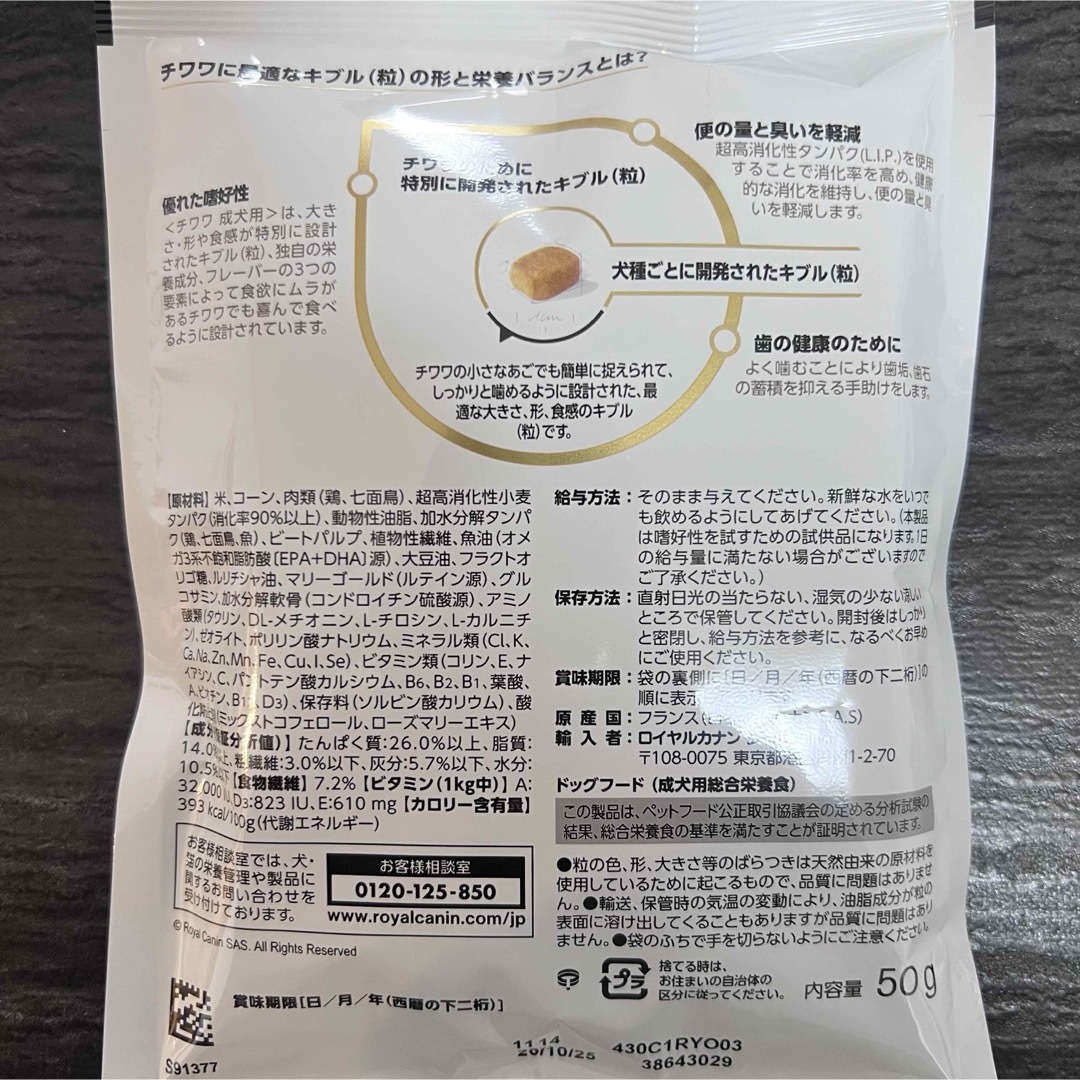 チワワに最適なキブル(粒)の形と栄養バランスとは?
優れた嗜好性
<チワワ 成犬用>は、大き
さ・形や食感が特別に設計
されたキブル(粒)、独自の栄
養成分、フレーバーの3つの
要素によって食欲にムラが
あるチワワでも喜んで食べ
るように設計されています。
チワワのために
特別に開発されたキブル(粒)
便の量と臭いを軽減
超高消化性タンパク(L.I.P.)を使用
することで消化率を高め、健康
的な消化を維持し、便の量と臭
いを軽減します。
犬種ごとに開発されたキブル(粒)
1cm
歯の健康のために
よく噛むことにより歯垢、歯石
の蓄積を抑える手助けをします。
チワワの小さなあごでも簡単に捉えられて、
しっかりと噛めるように設計された、最
適な大きさ、形、食感のキブル
(粒)です。
【原材料】米、コーン、肉類(鶏、七面鳥)、超高消化性小麦
タンパク(消化率90%以上)、動物性油脂、加水分解タンパ
ク(鶏、七面鳥、魚)、ビートパルプ、植物性繊維、魚油(オメ
ガ3系不飽和脂肪酸〔EPA+DHA〕源)、大豆油、フラクトオ
リゴ糖、ルリチシャ油、マリーゴールド(ルテイン源)、グル
コサミン、加水分解軟骨(コンドロイチン硫酸源)、アミノ
酸類(タウリン、DL-メチオニン、L-チロシン、L-カルニチ
ン)、ゼオライト、ポリリン酸ナトリウム、ミネラル類(Cl,K,
Ca,Na,Zn,Mn,Fe,Cu,I,Se)、ビタミン類(コリン、E、ナ
イアシン、C、パントテン酸カルシウム、B6、B2、B1、葉酸、
A、ビオチン、B12、D3)、保存料(ソルビン酸カリウム)、酸
化防止剤(ミックストコフェロール、ローズマリーエキス)
【成分(保証分析値)】たんぱく質:26.0%以上、脂質:
14.0%以上、粗繊維:3.0%以下、灰分:5.7%以下、水分:
10.5%以下【食物繊維】7.2%【ビタミン(1kg中)】A:
32,000 IU、D3:823 IU、E:610 mg【カロリー含有量】
393 kcal/100g(代謝エネルギー)
お客様相談室では、犬・
猫の栄養管理や製品に
関するお問い合わせを
受け付けております。
お客様相談室
0120-125-850
www.royalcanin.com/jp
© Royal Canin SAS. All Rights Reserved
賞味期限[日/月/年(西暦の下二桁)]
S91377
給与方法:そのまま与えてください。新鮮な水をいつで
も飲めるようにしてあげてください。(本製品
は嗜好性を試すための試供品になります。1日
の給与量に満たない場合がございますので
ご了承ください。)
保存方法:直射日光の当たらない、湿気の少ない涼しい
ところで保管してください。開封後はしっかり
と密閉し、給与方法を参考に、なるべくお早め
にご使用ください。
賞味期限:袋の裏側に[日/月/年(西暦の下二桁)]の
順に表示
原産国:フランス( S.A.S)
輸入者:ロイヤルカナン
〒108-0075 東京都港 1-2-70
ドッグフード(成犬用総合栄養食)
この製品は、ペットフード公正取引協議会の定める分析試験の
結果、総合栄養食の基準を満たすことが証明されています。
●粒の色、形、大きさ等のばらつきは天然由来の原材料を
使用しているために起こるもので、品質に問題はありませ
ん。●輸送、保管時の気温の変動により、油脂成分が粒の
表面に溶け出してくることもありますが品質に問題はあり
ません。●袋のふちで手を切らないようにご注意ください。
プラ
捨てる時は、
お住まいの自治体の
区分に従ってください。
内容量 50g
11 14
20/10/25 430C1RYO03
38643029